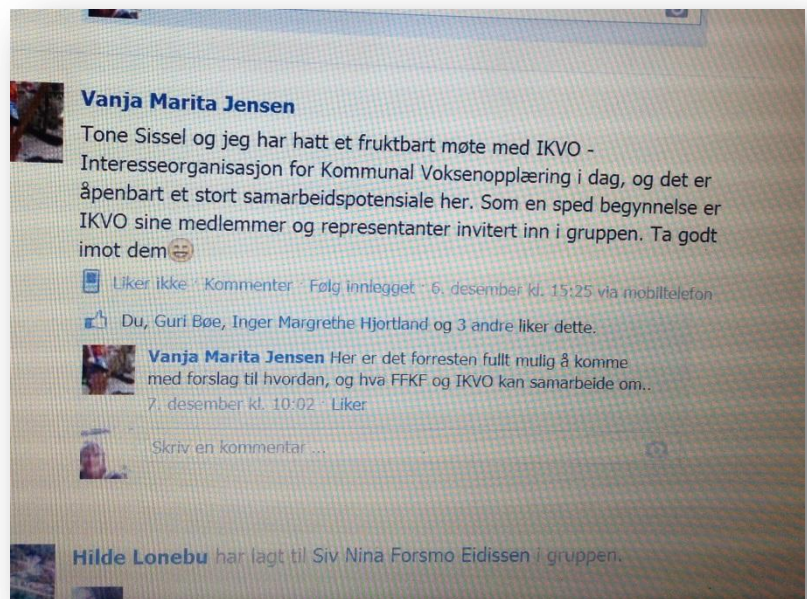 Vanja Marita Jensen
Tone Sissel og jeg har hatt et fruktbart møte med IKVO -
Interesseorganisasjon for Kommunal Voksenopplæring i dag, og det er
åpenbart et stort samarbeidspotensiale her. Som en sped begynnelse er
IKVO sine medlemmer og representanter invitert inn i gruppen. Ta godt
imot dem😄
Liker ikke · Kommenter · Følg innlegget · 6. desember kl. 15:25 via mobiltelefon
Du, Guri Bøe, Inger Margrethe Hjortland og 3 andre liker dette.
Vanja Marita Jensen Her er det forresten fullt mulig å komme
med forslag til hvordan, og hva FFKF og IKVO kan samarbeide om..
7. desember kl. 10:02 · Liker
Skriv en kommentar ...
Hilde Lonebu har lagt til Siv Nina Forsmo Eidissen i gruppen.